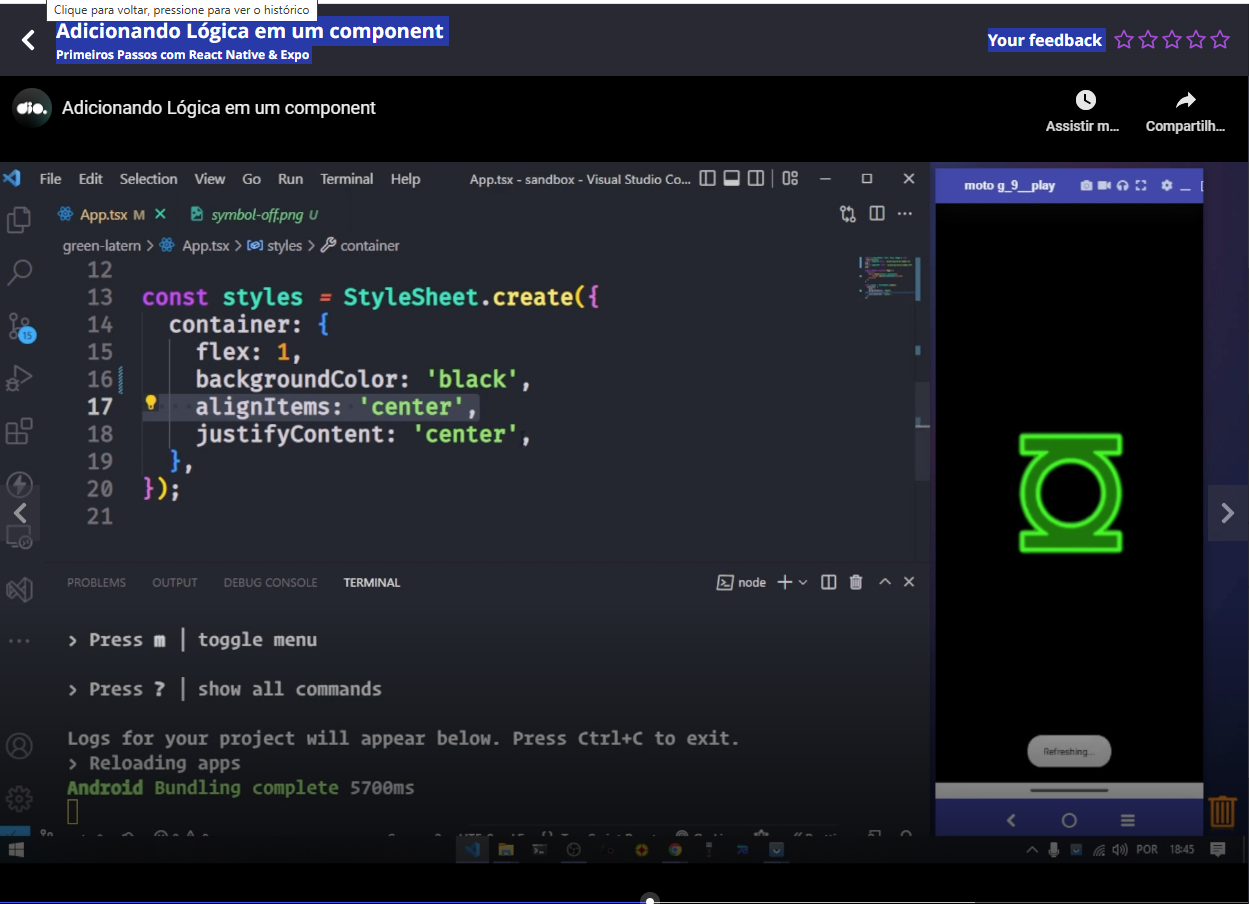 Clique para voltar, pressione para ver o histórico
Adicionando Lógica em um component
Primeiros Passos com React Native & Expo
Your feedback
dio.
Adicionando Lógica em um component
Assistir m...
Compartilh...
File Edit Selection View Go Run Terminal Help
App.tsx - sandbox - Visual Studio Co...
moto g_9__play
App.tsx M
symbol-off.png U
green-latern > App.tsx > styles > container
12
13 const styles = StyleSheet.create({
14 container: {
15 flex: 1,
16 backgroundColor: 'black',
17 alignItems: 'center',
18 justifyContent: 'center',
19 },
20 });
21
15
PROBLEMS OUTPUT DEBUG CONSOLE TERMINAL
node
> Press m │ toggle menu
> Press ? │ show all commands
Logs for your project will appear below. Press Ctrl+C to exit.
> Reloading apps
Android Bundling complete 5700ms
Refreshing...
POR 18:45